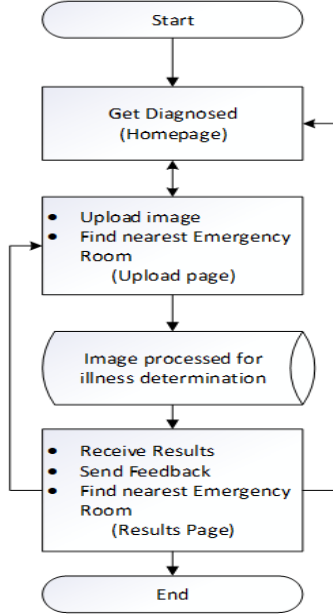 Start
Get Diagnosed
(Homepage)
• Upload image
• Find nearest Emergency
Room
(Upload page)
Image processed for
illness determination
• Receive Results
• Send Feedback
• Find nearest Emergency
Room
(Results Page)
End